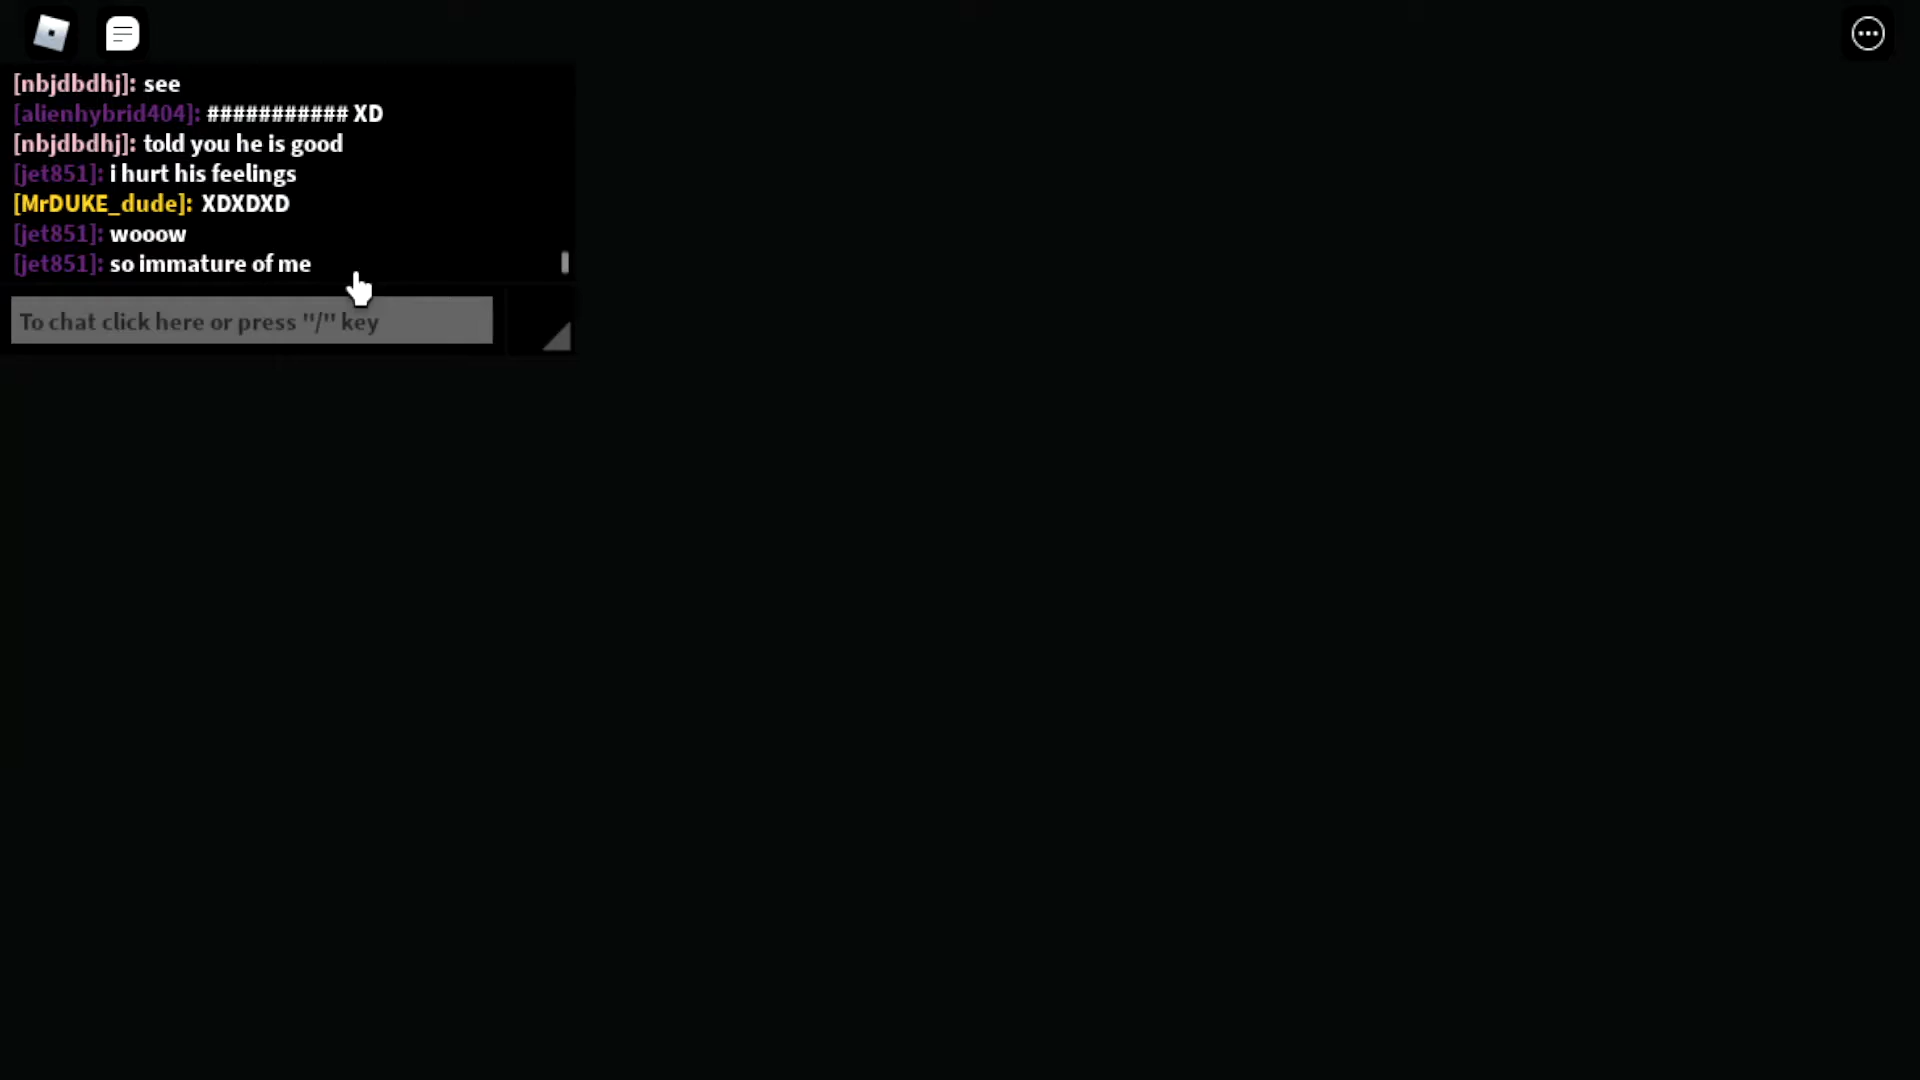 [nbjdbdhj]: see
[alienhybrid404]: ########### XD
[nbjdbdhj]: told you he is good
[jet851]: i hurt his feelings
[MrDUKE_dude]: XDXDXD
[jet851]: wooow
[jet851]: so immature of me
To chat click here or press "/" key